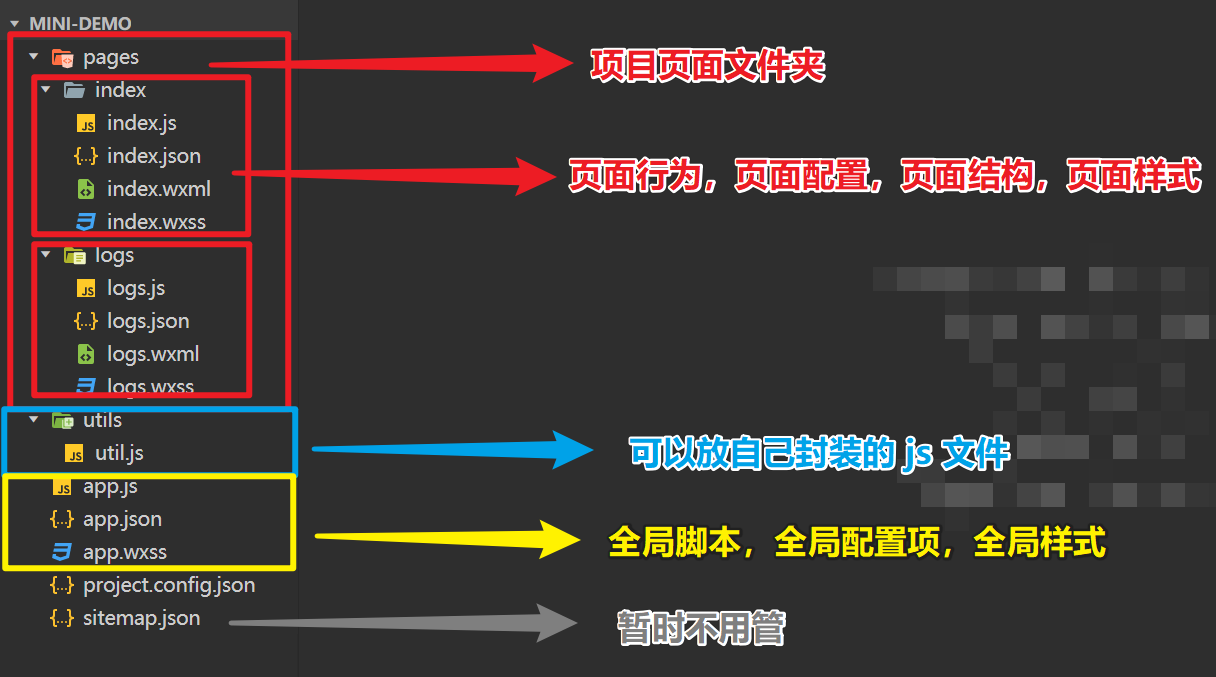 MINI-DEMO
pages
项目页面文件夹
index
index.js
index.json
页面行为，页面配置，页面结构，页面样式
index.wxml
index.wxss
logs
logs.js
logs.json
logs.wxml
logs.wxss
utils
util.js
可以放自己封装的 js 文件
app.js
app.json
全局脚本，全局配置项，全局样式
app.wxss
project.config.json
sitemap.json
暂时不用管